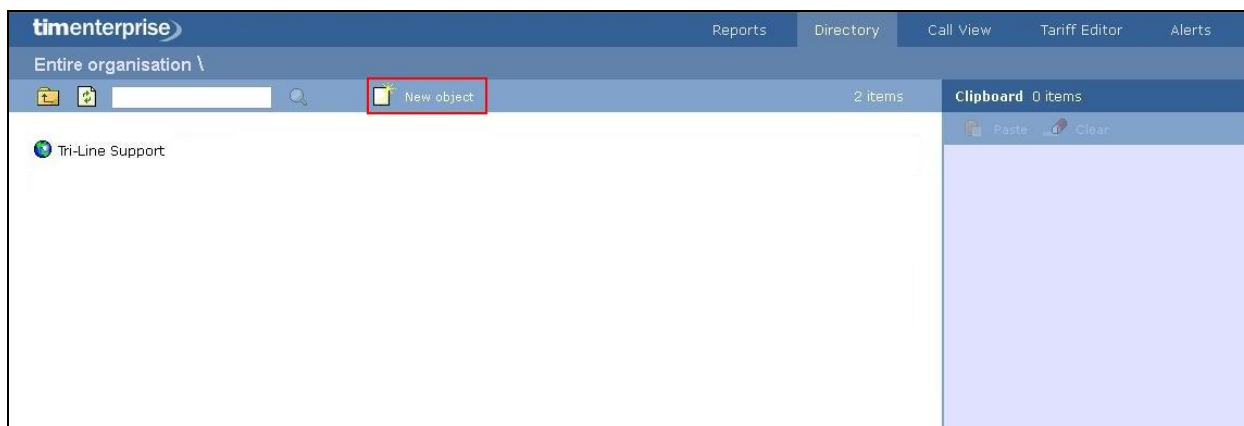 timenterprise
Reports Directory Call View Tariff Editor Alerts
Entire organisation \
New object 2 items Clipboard 0 items
Paste Clear
Tri-Line Support